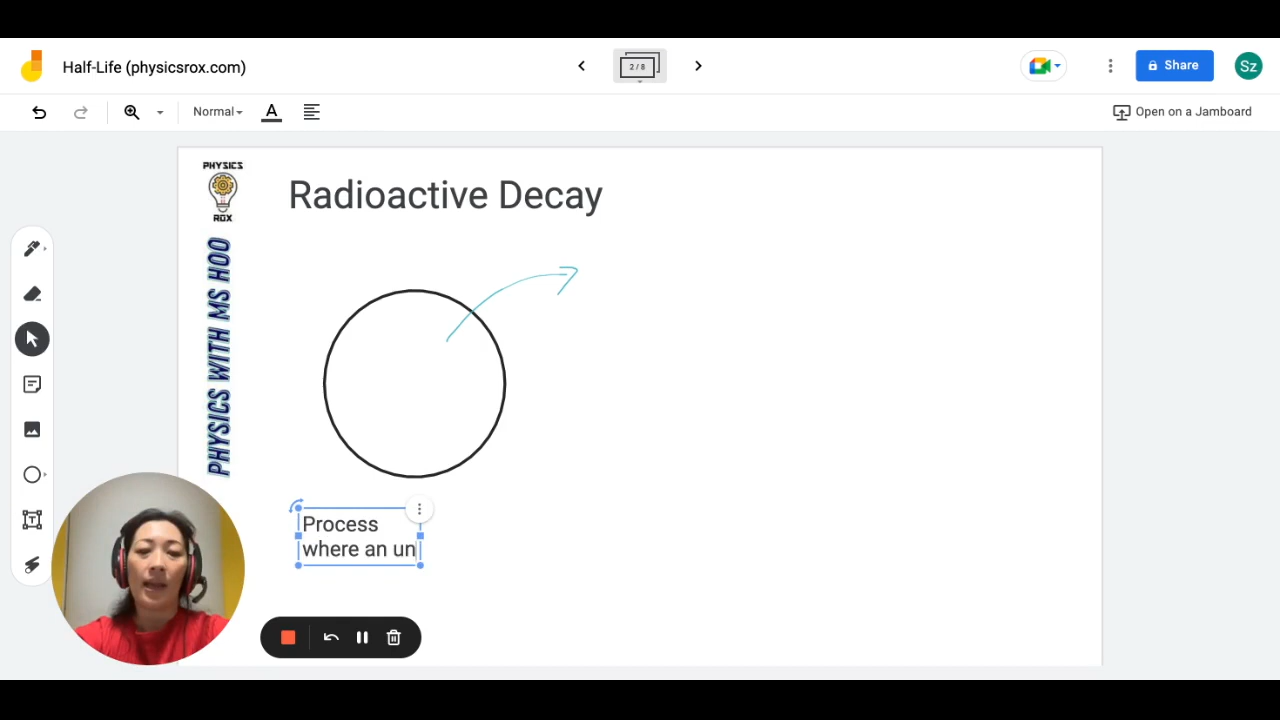 Half-Life (physicsrox.com)
2 / 8
Share
Sz
Normal
A
Open on a Jamboard
PHYSICS
ROX
Radioactive Decay
PHYSICS WITH MS HOO
Process
where an un
T